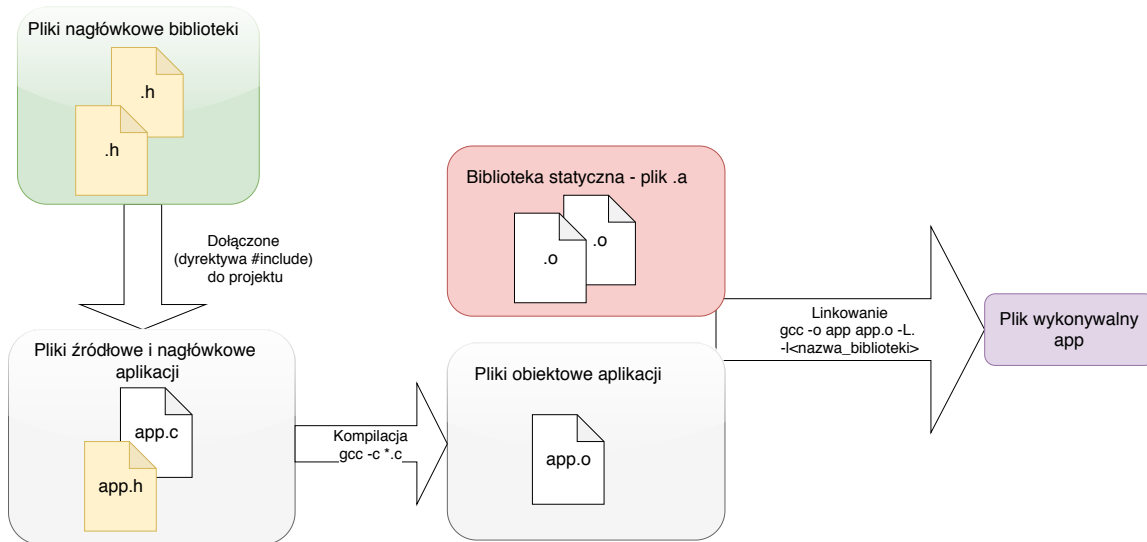 Pliki nagłówkowe biblioteki
.h
.h
Dołączone
(dyrektywa #include)
do projektu
Biblioteka statyczna - plik .a
.o
.o
Linkowanie
gcc -o app app.o -L.
-l<nazwa_biblioteki>
Plik wykonywalny
app
Pliki źródłowe i nagłówkowe
aplikacji
app.c
app.h
Kompilacja
gcc -c *.c
Pliki obiektowe aplikacji
app.o